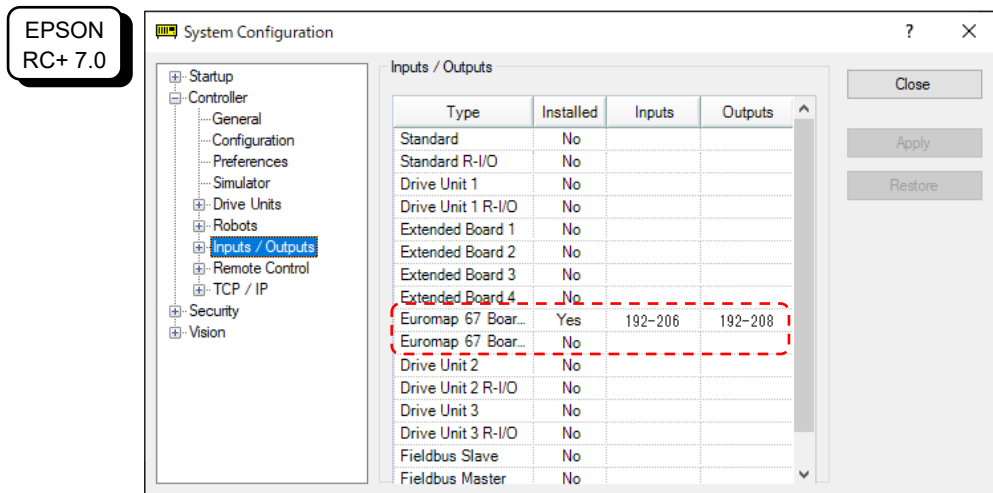 EPSON
RC+ 7.0
System Configuration
? ×
Startup
Controller
General
Configuration
Preferences
Simulator
Drive Units
Robots
Inputs / Outputs
Remote Control
TCP / IP
Security
Vision
Inputs / Outputs
Type Installed Inputs Outputs
Standard No
Standard R-I/O No
Drive Unit 1 No
Drive Unit 1 R-I/O No
Extended Board 1 No
Extended Board 2 No
Extended Board 3 No
Extended Board 4 No
Euromap 67 Boar... Yes 192-206 192-208
Euromap 67 Boar... No
Drive Unit 2 No
Drive Unit 2 R-I/O No
Drive Unit 3 No
Drive Unit 3 R-I/O No
Fieldbus Slave No
Fieldbus Master No
Close
Apply
Restore